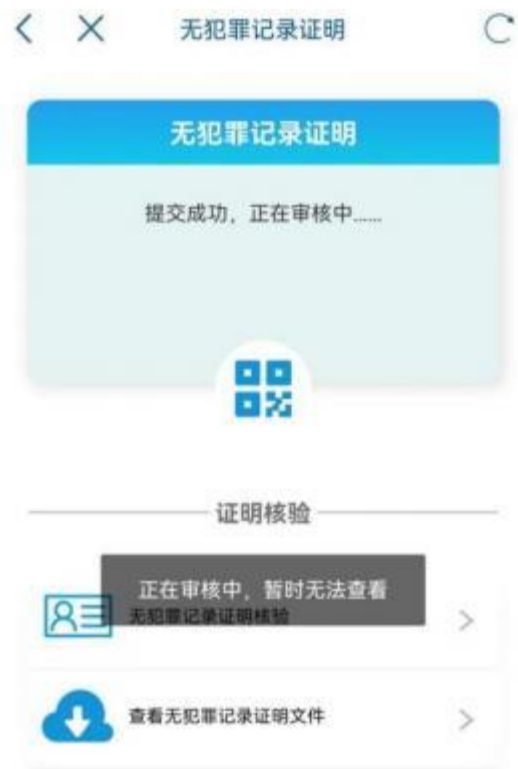 无犯罪记录证明
无犯罪记录证明
提交成功，正在审核中......
证明核验
正在审核中，暂时无法查看
无犯罪记录证明核验
查看无犯罪记录证明文件